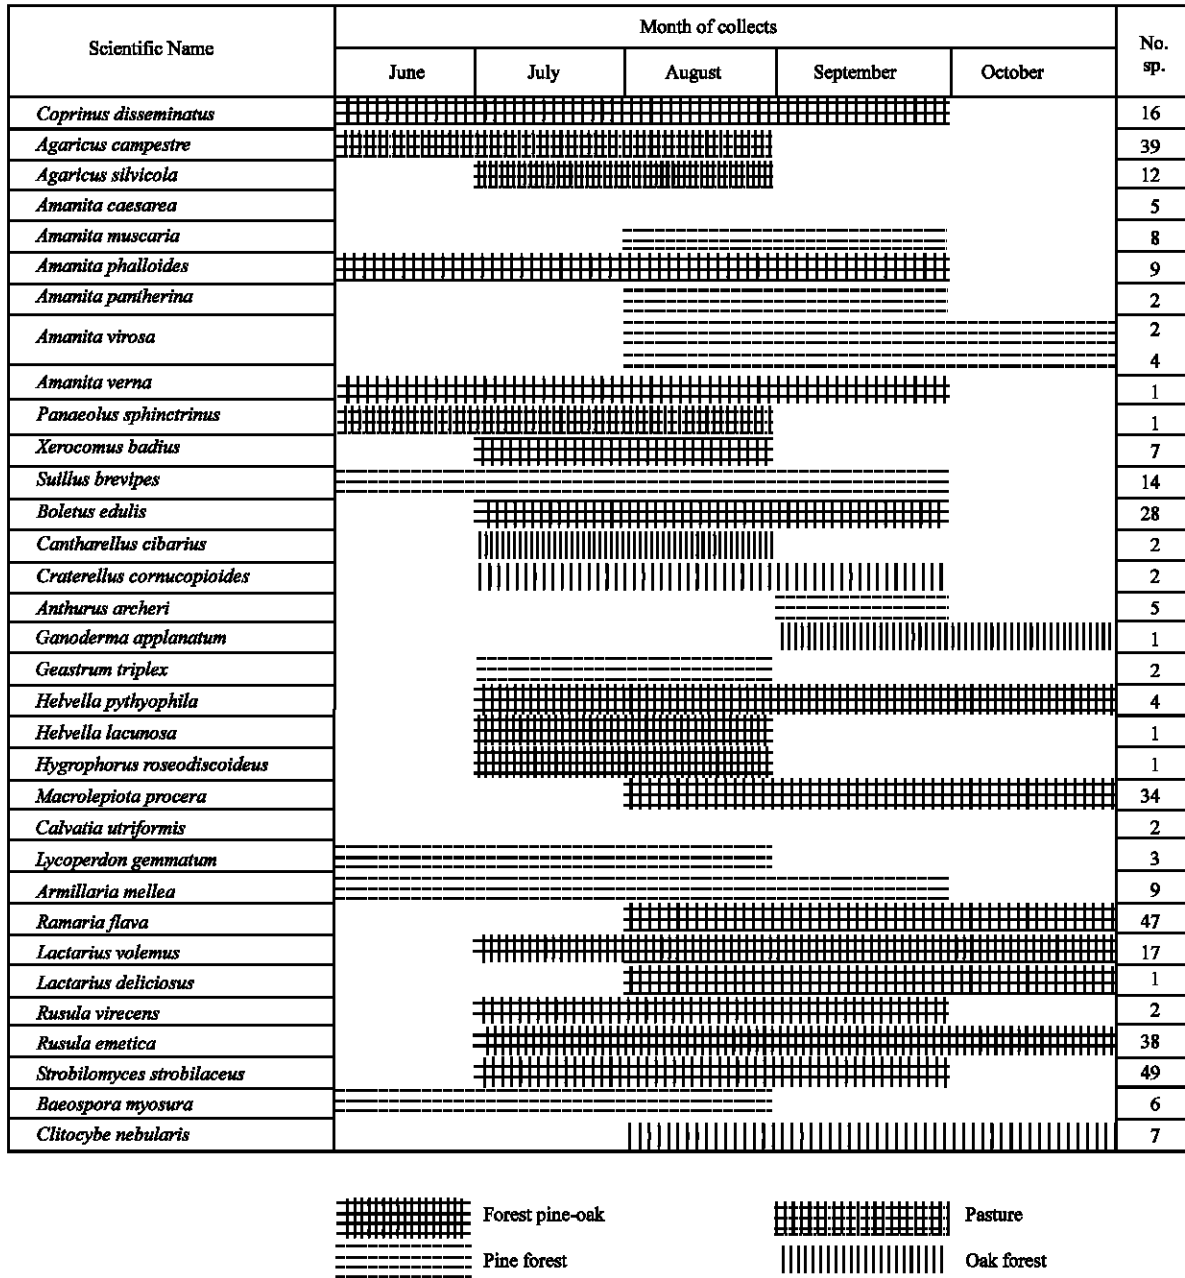 Scientific Name
Month of collects
No.
sp.
June July August September October
Coprinus disseminatus 16
Agaricus campestre 39
Agaricus silvicola 12
Amanita caesarea 5
Amanita muscaria 8
Amanita phalloides 9
Amanita pantherina 2
Amanita virosa 2
4
Amanita verna 1
Panaeolus sphinctrinus 1
Xerocomus badius 7
Suillus brevipes 14
Boletus edulis 28
Cantharellus cibarius 2
Craterellus cornucopioides 2
Anthurus archeri 5
Ganoderma applanatum 1
Geastrum triplex 2
Helvella pythyophila 4
Helvella lacunosa 1
Hygrophorus roseodiscoideus 1
Macrolepiota procera 34
Calvatia utriformis 2
Lycoperdon gemmatum 3
Armillaria mellea 9
Ramaria flava 47
Lactarius volemus 17
Lactarius deliciosus 1
Rusula virecens 2
Rusula emetica 38
Strobilomyces strobilaceus 49
Baeospora myosura 6
Clitocybe nebularis 7
Forest pine-oak Pasture
Pine forest Oak forest